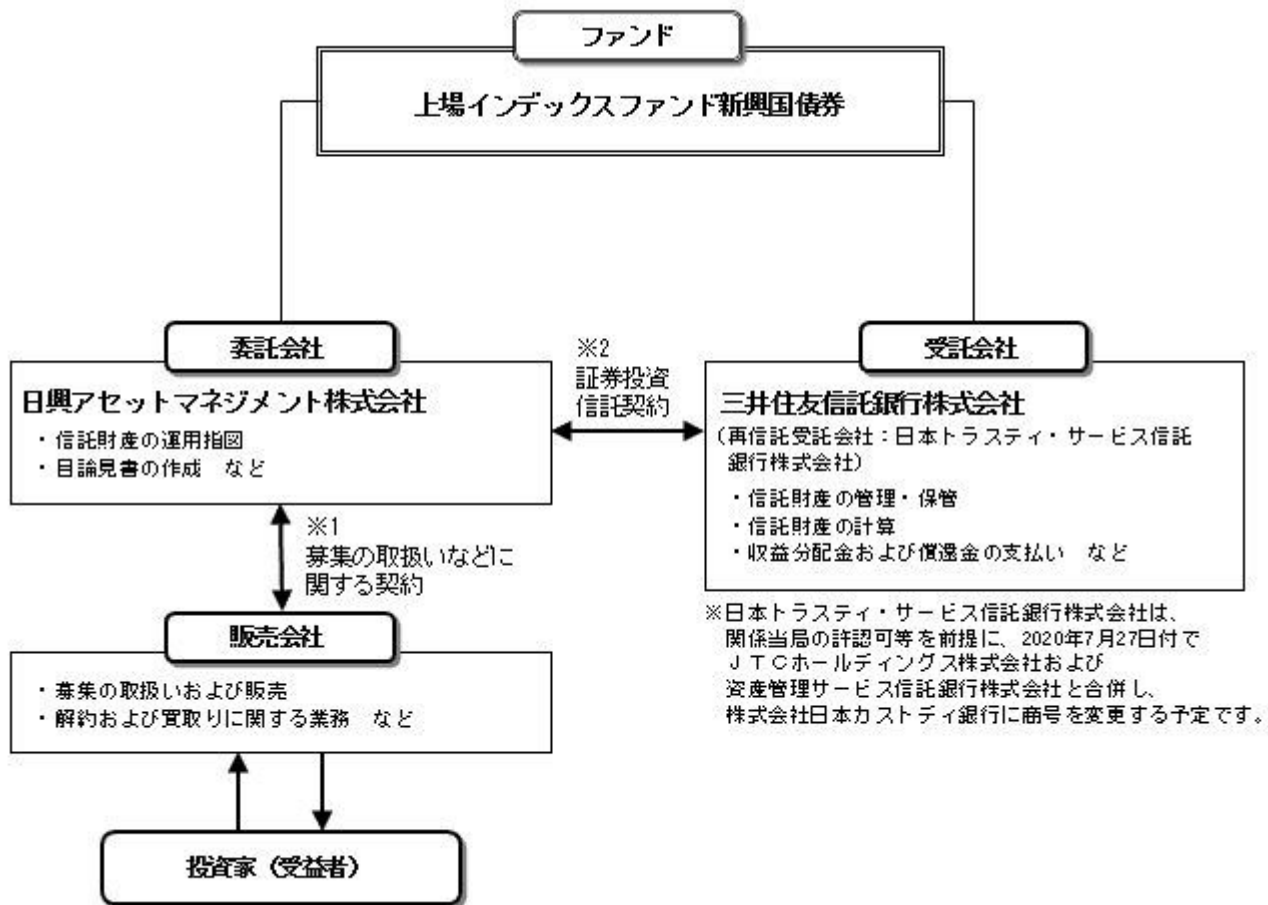 ファンド
上場インデックスファンド新興国債券
委託会社
日興アセットマネジメント株式会社
・信託財産の運用指図
・目論見書の作成　など
※2
証券投資
信託契約
受託会社
三井住友信託銀行株式会社
（再信託受託会社：日本トラスティ・サービス信託
銀行株式会社）
・信託財産の管理・保管
・信託財産の計算
・収益分配金および償還金の支払い　など
※1
募集の取扱いなどに
関する契約
販売会社
・募集の取扱いおよび販売
・解約および買取りに関する業務　など
※日本トラスティ・サービス信託銀行株式会社は、
関係当局の許認可等を前提に、2020年7月27日付で
ＪＴＣホールディングス株式会社および
資産管理サービス信託銀行株式会社と合併し、
株式会社日本カストディ銀行に商号を変更する予定です。
投資家（受益者）